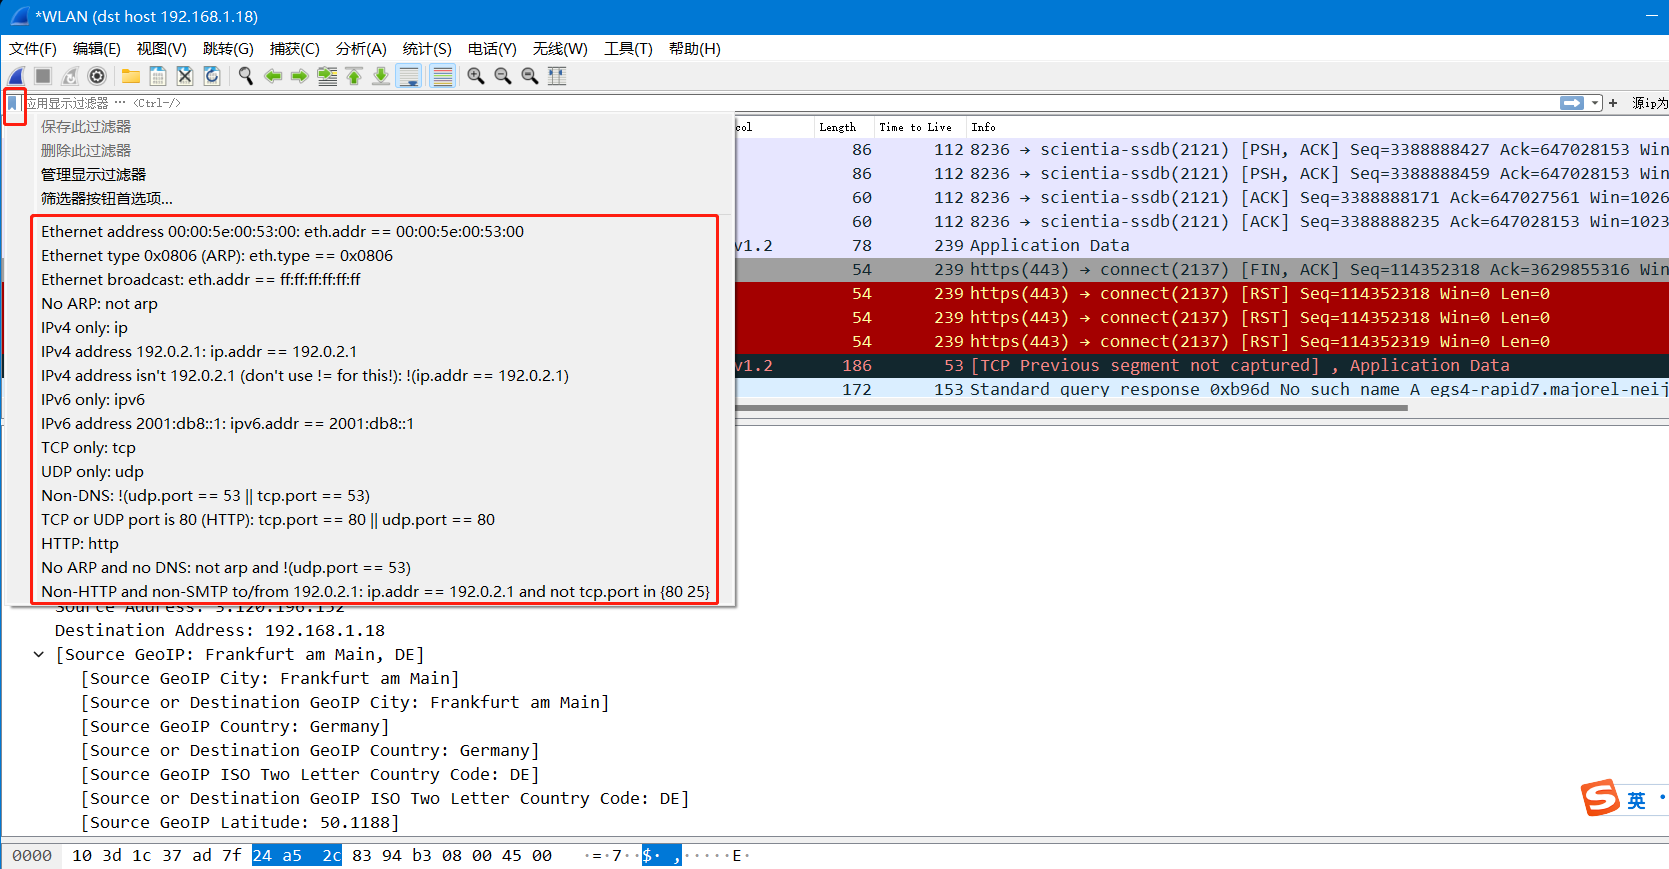 *WLAN (dst host 192.168.1.18)
文件(F) 编辑(E) 视图(V) 跳转(G) 捕获(C) 分析(A) 统计(S) 电话(Y) 无线(W) 工具(T) 帮助(H)
应用显示过滤器 … <Ctrl-/>
+ 源ip为
保存此过滤器
删除此过滤器
管理显示过滤器
筛选器按钮首选项...
Ethernet address 00:00:5e:00:53:00: eth.addr == 00:00:5e:00:53:00
Ethernet type 0x0806 (ARP): eth.type == 0x0806
Ethernet broadcast: eth.addr == ff:ff:ff:ff:ff:ff
No ARP: not arp
IPv4 only: ip
IPv4 address 192.0.2.1: ip.addr == 192.0.2.1
IPv4 address isn't 192.0.2.1 (don't use != for this!): !(ip.addr == 192.0.2.1)
IPv6 only: ipv6
IPv6 address 2001:db8::1: ipv6.addr == 2001:db8::1
TCP only: tcp
UDP only: udp
Non-DNS: !(udp.port == 53 || tcp.port == 53)
TCP or UDP port is 80 (HTTP): tcp.port == 80 || udp.port == 80
HTTP: http
No ARP and no DNS: not arp and !(udp.port == 53)
Non-HTTP and non-SMTP to/from 192.0.2.1: ip.addr == 192.0.2.1 and not tcp.port in {80 25}
col Length Time to Live Info
86 112 8236 → scientia-ssdb(2121) [PSH, ACK] Seq=3388888427 Ack=647028153 Win
86 112 8236 → scientia-ssdb(2121) [PSH, ACK] Seq=3388888459 Ack=647028153 Win
60 112 8236 → scientia-ssdb(2121) [ACK] Seq=3388888171 Ack=647027561 Win=1026
60 112 8236 → scientia-ssdb(2121) [ACK] Seq=3388888235 Ack=647028153 Win=1023
v1.2 78 239 Application Data
54 239 https(443) → connect(2137) [FIN, ACK] Seq=114352318 Ack=3629855316 Win
54 239 https(443) → connect(2137) [RST] Seq=114352318 Win=0 Len=0
54 239 https(443) → connect(2137) [RST] Seq=114352318 Win=0 Len=0
54 239 https(443) → connect(2137) [RST] Seq=114352319 Win=0 Len=0
v1.2 186 53 [TCP Previous segment not captured] , Application Data
172 153 Standard query response 0xb96d No such name A egs4-rapid7.majorel-neij
Source Address: 3.120.196.152
Destination Address: 192.168.1.18
[Source GeoIP: Frankfurt am Main, DE]
[Source GeoIP City: Frankfurt am Main]
[Source or Destination GeoIP City: Frankfurt am Main]
[Source GeoIP Country: Germany]
[Source or Destination GeoIP Country: Germany]
[Source GeoIP ISO Two Letter Country Code: DE]
[Source or Destination GeoIP ISO Two Letter Country Code: DE]
[Source GeoIP Latitude: 50.1188]
S 英
0000 10 3d 1c 37 ad 7f 24 a5 2c 83 94 b3 08 00 45 00 ·=·7··$· ,·····E·